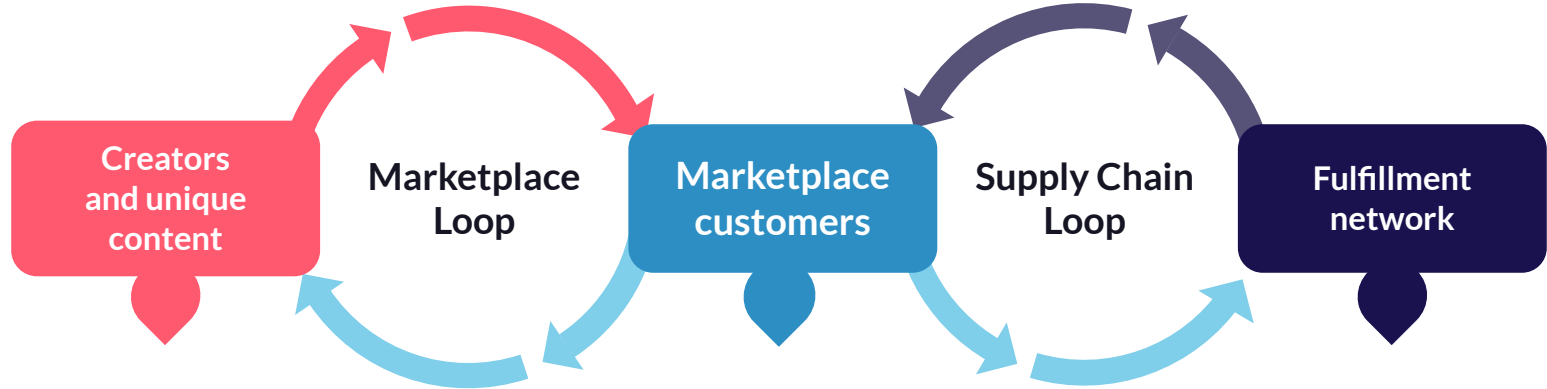 Creators
and unique
content
Marketplace
Loop
Marketplace
customers
Supply Chain
Loop
Fulfillment
network